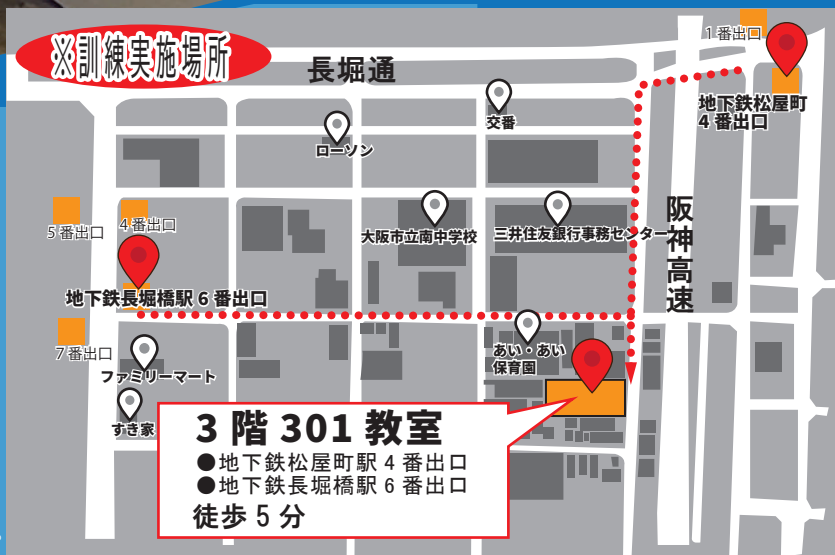 ※訓練実施場所
長堀通
1番出口
地下鉄松屋町
4番出口
交番
ローソン
阪神高速
5番出口
4番出口
大阪市立南中学校
三井住友銀行事務センター
地下鉄長堀橋駅6番出口
7番出口
ファミリーマート
あい・あい
保育園
すき家
3階301教室
●地下鉄松屋町駅4番出口
●地下鉄長堀橋駅6番出口
徒歩5分